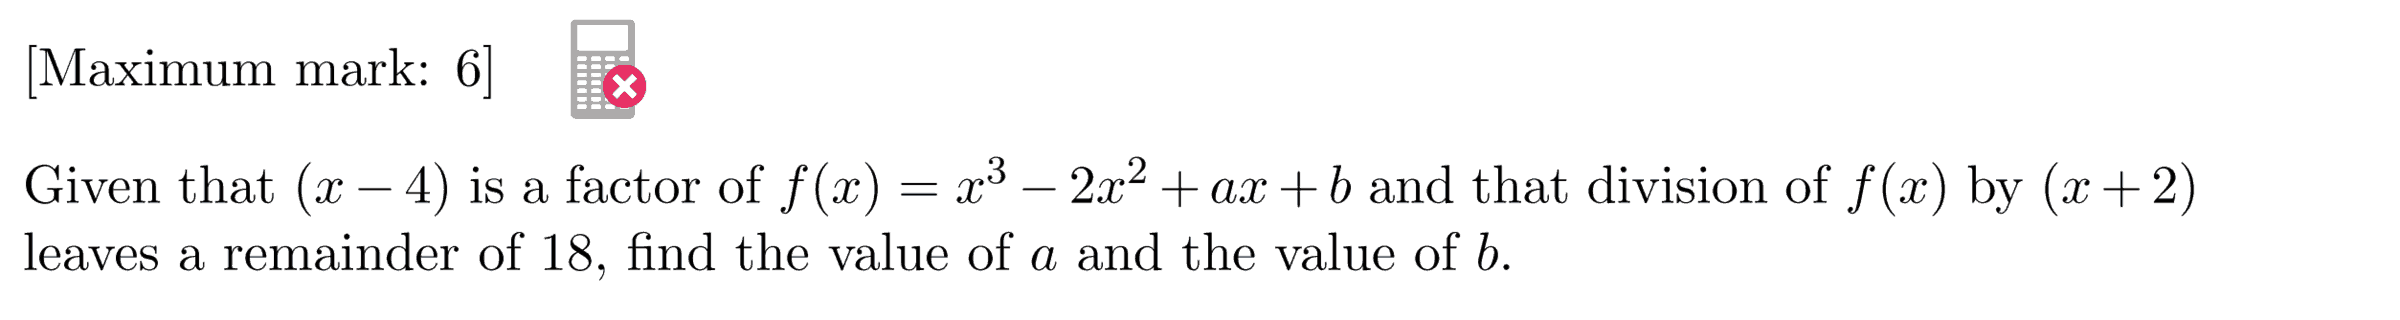 [Maximum mark: 6]
Given that (x − 4) is a factor of f(x) = x³ − 2x² + ax + b and that division of f(x) by (x + 2)
leaves a remainder of 18, find the value of a and the value of b.